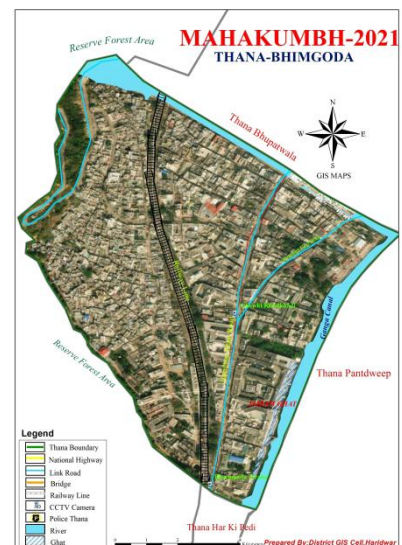 MAHAKUMBH-2021
THANA-BHIMGODA
Reserve Forest Area
Thana Bhupatwala
N
W
E
S
GIS MAPS
Ganga Canal
Thana Pantdweep
Reserve Forest Area
Thana Har Ki Pedi
Legend
Thana Boundary
National Highway
Link Road
Bridge
Railway Line
CCTV Camera
Police Thana
River
Ghat
Prepared By:District GIS Cell,Haridwar